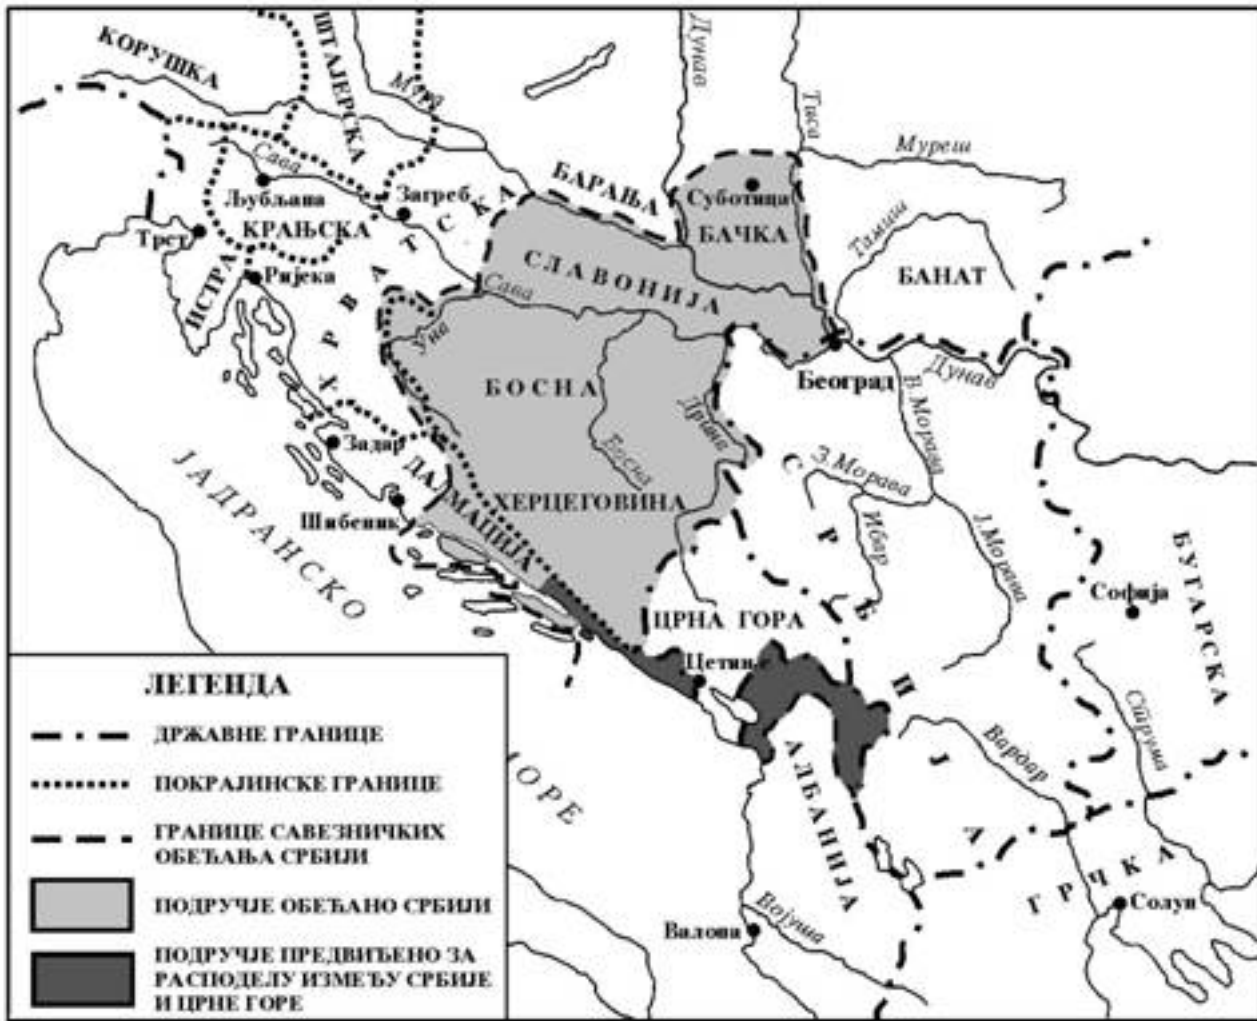 КОРУШКА
ШТАЈЕРСКА
Мура
Дунав
Тиса
Муреш
Сава
Љубљана
Загреб
БАРАЊА
Суботица
БАЧКА
Тамиш
БАНАТ
Трст
КРАЊСКА
ХРВАТСКА
СЛАВОНИЈА
ИСТРА
Ријека
Сава
Уна
Београд
Дунав
БОСНА
В.Морава
Дрина
Босна
Задар
ДАЛМАЦИЈА
ХЕРЦЕГОВИНА
З.Морава
Ибар
Ј.Морава
СРБИЈА
Шибеник
ЈАДРАНСКО
БУГАРСКА
Софија
ЦРНА ГОРА
Цетиње
Струма
Вардар
МОРЕ
АЛБАНИЈА
ГРЧКА
Солун
Валона
Војуша
ЛЕГЕНДА
ДРЖАВНЕ ГРАНИЦЕ
ПОКРАЈИНСКЕ ГРАНИЦЕ
ГРАНИЦЕ САВЕЗНИЧКИХ
ОБЕЋАЊА СРБИЈИ
ПОДРУЧЈЕ ОБЕЋАНО СРБИЈИ
ПОДРУЧЈЕ ПРЕДВИЂЕНО ЗА
РАСПОДЕЛУ ИЗМЕЂУ СРБИЈЕ
И ЦРНЕ ГОРЕ